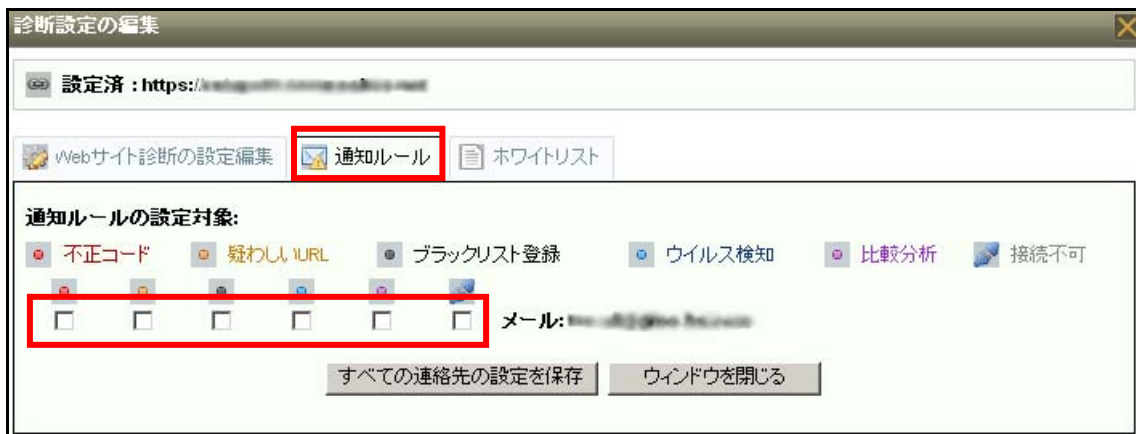 診断設定の編集
設定済 : https:/
Webサイト診断の設定編集 通知ルール ホワイトリスト
通知ルールの設定対象:
不正コード 疑わしいURL ブラックリスト登録 ウイルス検知 比較分析 接続不可
メール:
すべての連絡先の設定を保存 ウィンドウを閉じる